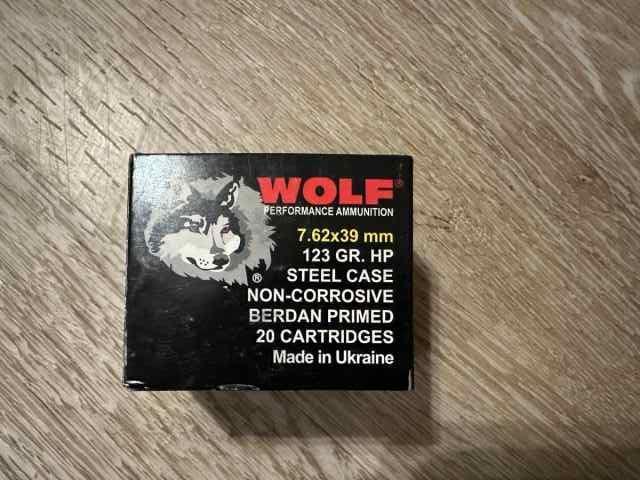 WOLF®
PERFORMANCE AMMUNITION
7.62x39 mm
123 GR. HP
® STEEL CASE
NON-CORROSIVE
BERDAN PRIMED
20 CARTRIDGES
Made in Ukraine